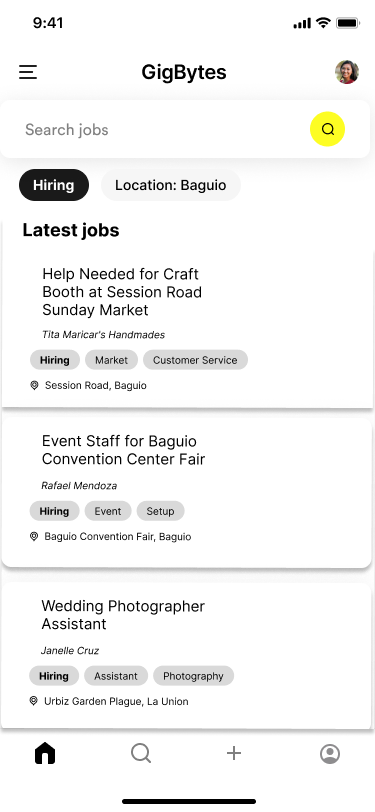 9:41
GigBytes
Search jobs
Hiring
Location: Baguio
Latest jobs
Help Needed for Craft
Booth at Session Road
Sunday Market
Tita Maricar's Handmades
Hiring Market Customer Service
Session Road, Baguio
Event Staff for Baguio
Convention Center Fair
Rafael Mendoza
Hiring Event Setup
Baguio Convention Fair, Baguio
Wedding Photographer
Assistant
Janelle Cruz
Hiring Assistant Photography
Urbiz Garden Plague, La Union